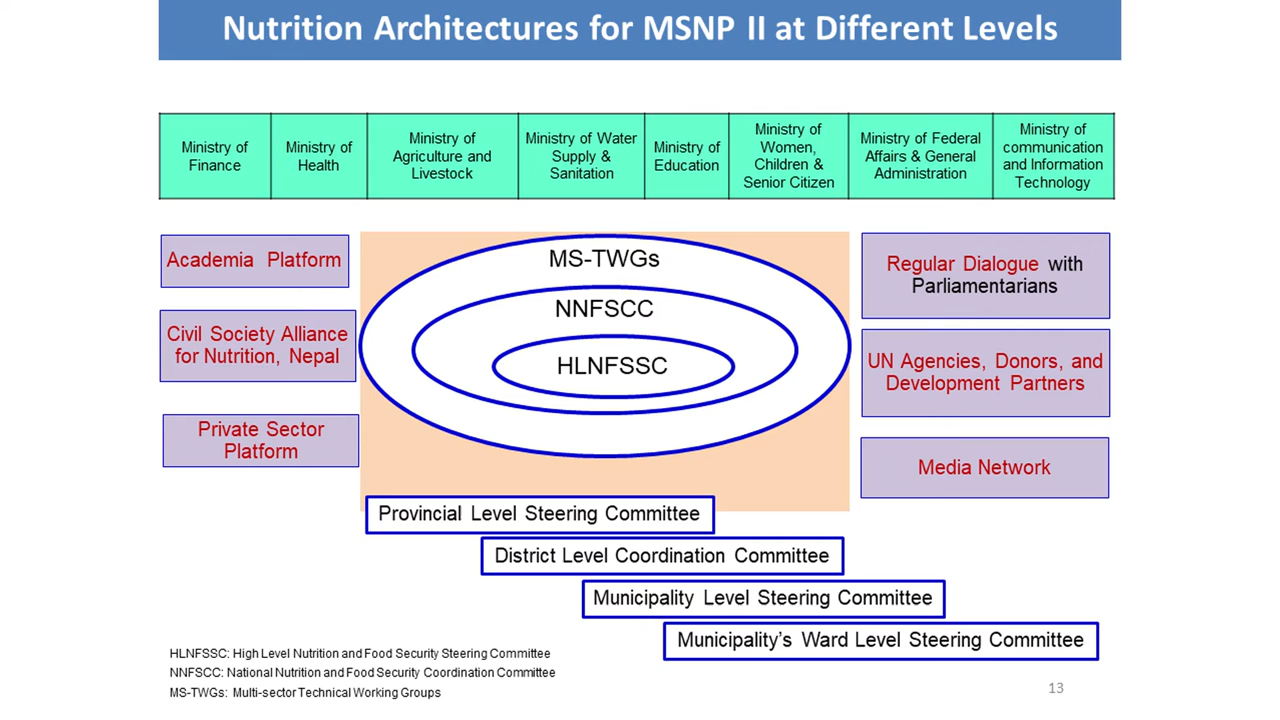 Nutrition Architectures for MSNP II at Different Levels
Ministry of
Finance
Ministry of
Health
Ministry of
Agriculture and
Livestock
Ministry of Water
Supply &
Sanitation
Ministry of
Education
Ministry of
Women,
Children &
Senior Citizen
Ministry of Federal
Affairs & General
Administration
Ministry of
communication
and Information
Technology
Academia Platform
Civil Society Alliance
for Nutrition, Nepal
Private Sector
Platform
MS-TWGs
NNFSCC
HLNFSSC
Regular Dialogue with
Parliamentarians
UN Agencies, Donors, and
Development Partners
Media Network
Provincial Level Steering Committee
District Level Coordination Committee
Municipality Level Steering Committee
Municipality’s Ward Level Steering Committee
HLNFSSC: High Level Nutrition and Food Security Steering Committee
NNFSCC: National Nutrition and Food Security Coordination Committee
MS-TWGs: Multi-sector Technical Working Groups
13